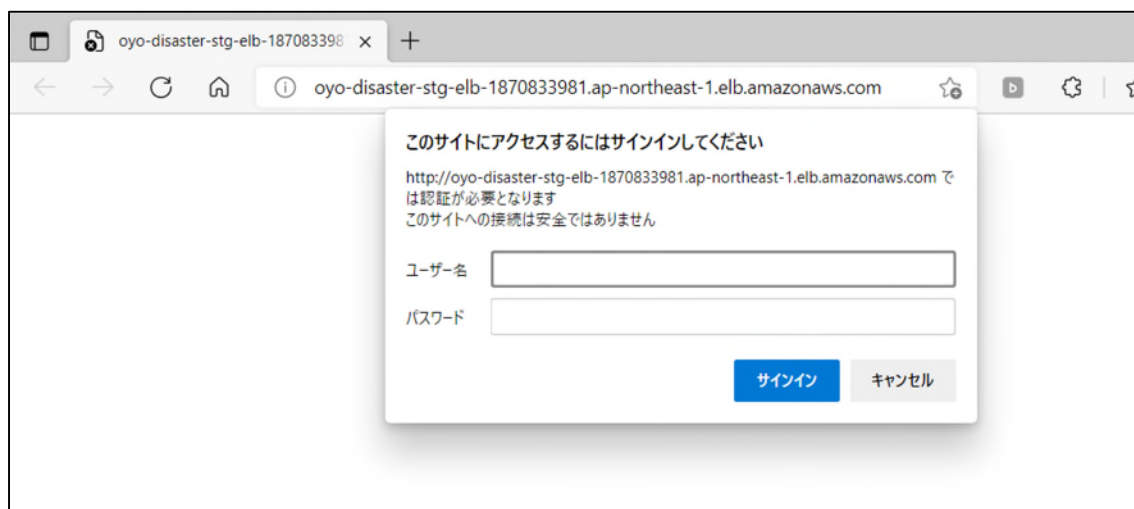 oyo-disaster-stg-elb-187083398
oyo-disaster-stg-elb-1870833981.ap-northeast-1.elb.amazonaws.com
このサイトにアクセスするにはサインインしてください
http://oyo-disaster-stg-elb-1870833981.ap-northeast-1.elb.amazonaws.com で
は認証が必要となります
このサイトへの接続は安全ではありません
ユーザー名
パスワード
サインイン キャンセル